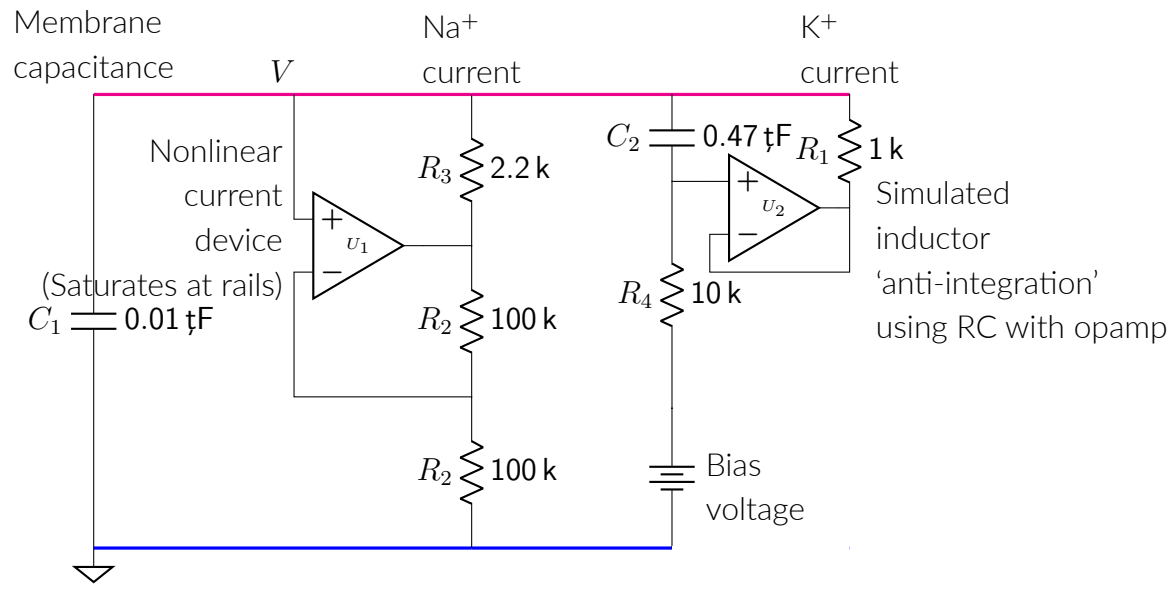 Membrane
capacitance
V
Na⁺
current
K⁺
current
Nonlinear
current
device
(Saturates at rails)
C₁ 0.01 ţF
+
−
U₁
R₃ 2.2 k
R₂ 100 k
R₂ 100 k
C₂ 0.47 ţF
R₁ 1 k
+
−
U₂
R₄ 10 k
Simulated
inductor
‘anti-integration’
using RC with opamp
Bias
voltage